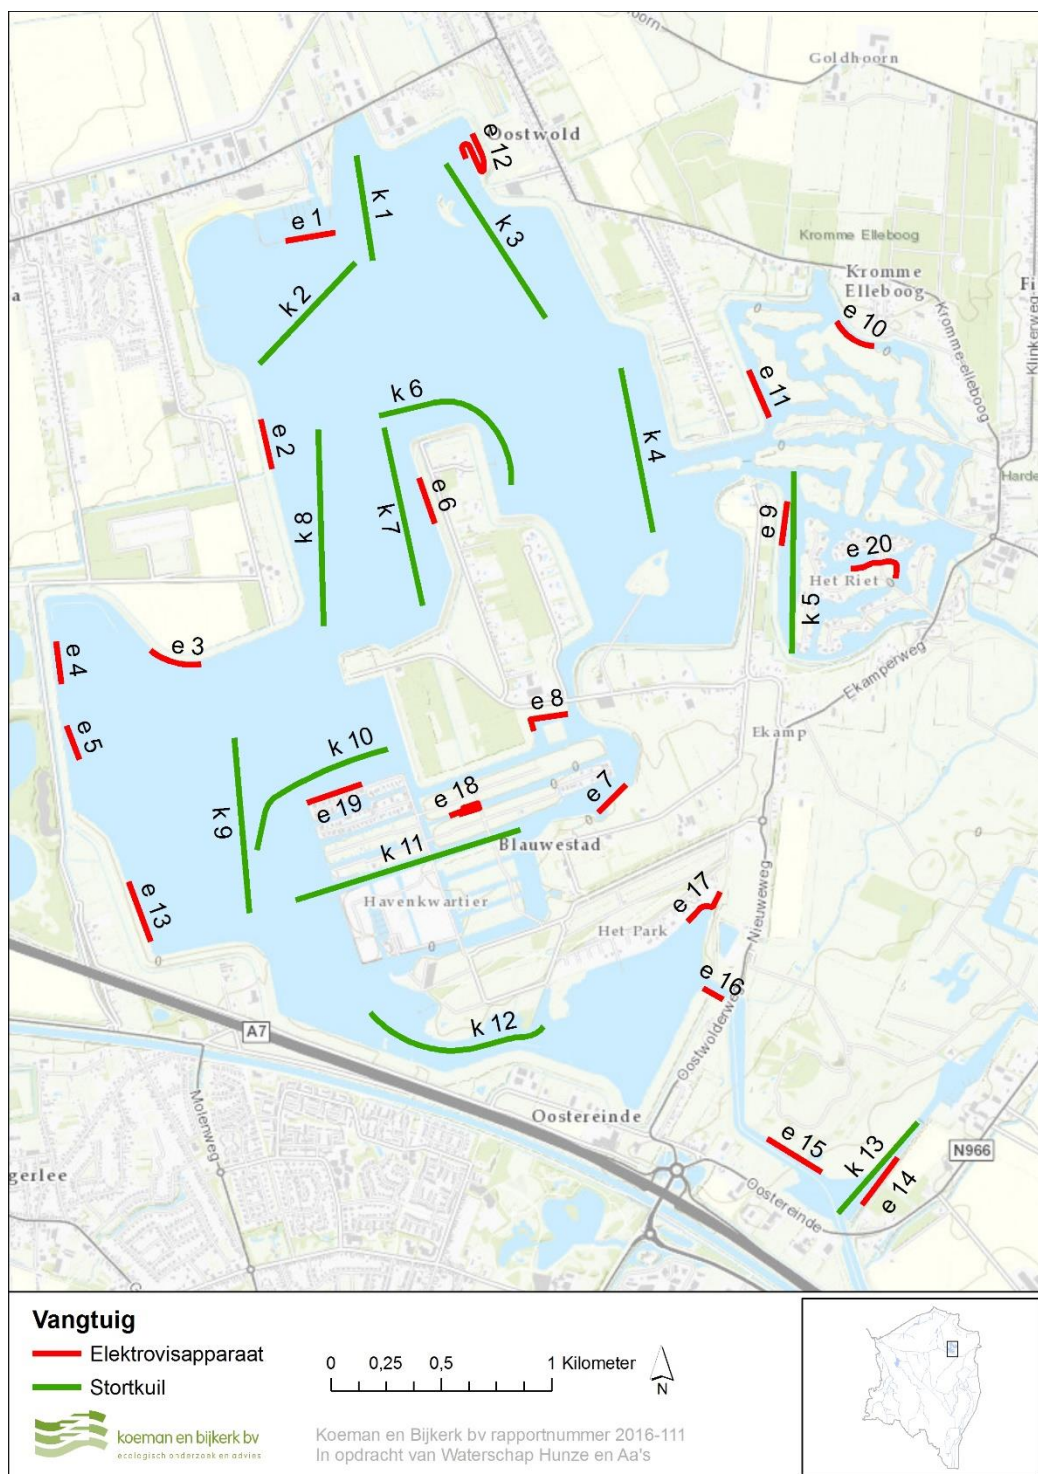 Goldhoorn
Oostwold
e 12
e 1
k 1
k 3
k 2
Kromme Elleboog
Kromme
Elleboog
Fi
a
e 10
Kromme-elleboog
Klinkerweg
e 11
k 6
e 2
k 4
k 8
k 7
e 6
e 9
e 20
Het Riet
k 5
Harde
Ekamperweg
e 3
e 4
e 5
e 8
Ekamp
k 10
e 19
e 18
e 7
k 9
k 11
Blauwestad
Havenkwartier
e 13
e 17
Het Park
Nieuweweg
e 16
Oostwolderweg
k 12
A7
Molenweg
Oostereinde
e 15
k 13
e 14
N966
Oostereinde
gerlee
Vangtuig
Elektrovisapparaat
Stortkuil
0 0,25 0,5 1 Kilometer
N
koeman en bijkerk bv
ecologisch onderzoek en advies
Koeman en Bijkerk bv rapportnummer 2016-111
In opdracht van Waterschap Hunze en Aa's